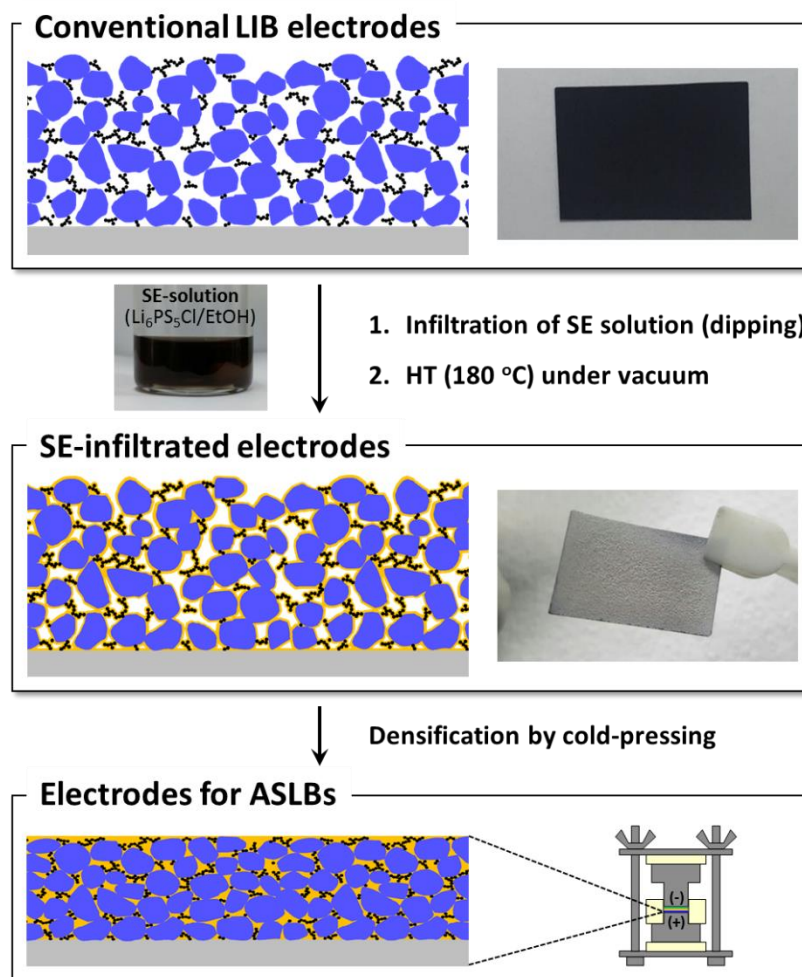 Conventional LIB electrodes
SE-solution
(Li₆PS₅Cl/EtOH)
1. Infiltration of SE solution (dipping)
2. HT (180 °C) under vacuum
SE-infiltrated electrodes
Densification by cold-pressing
Electrodes for ASLBs
(-)
(+)